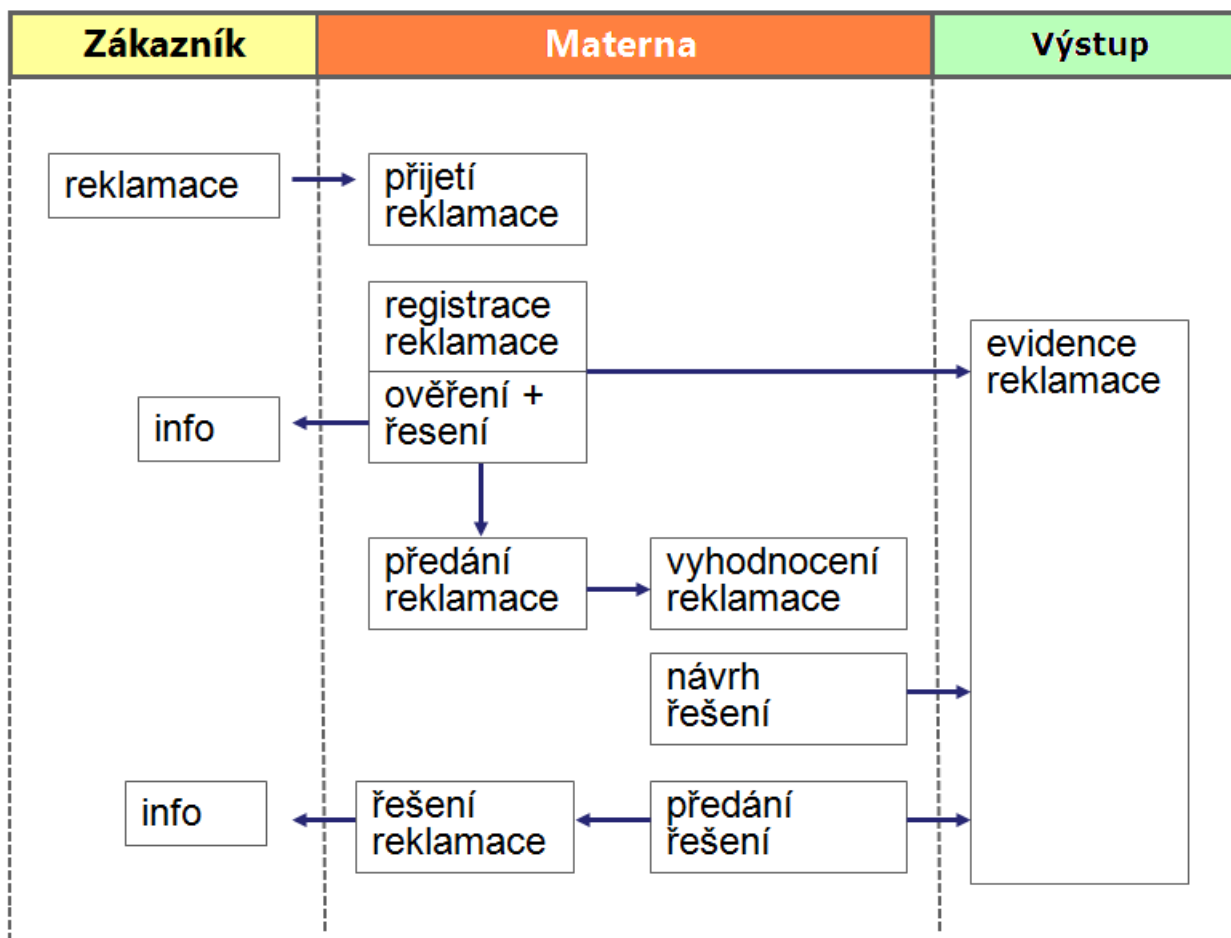 Zákazník
Materna
Výstup
reklamace
přijetí
reklamace
registrace
reklamace
evidence
reklamace
ověření +
řesení
info
předání
reklamace
vyhodnocení
reklamace
návrh
řešení
info
řešení
reklamace
předání
řešení